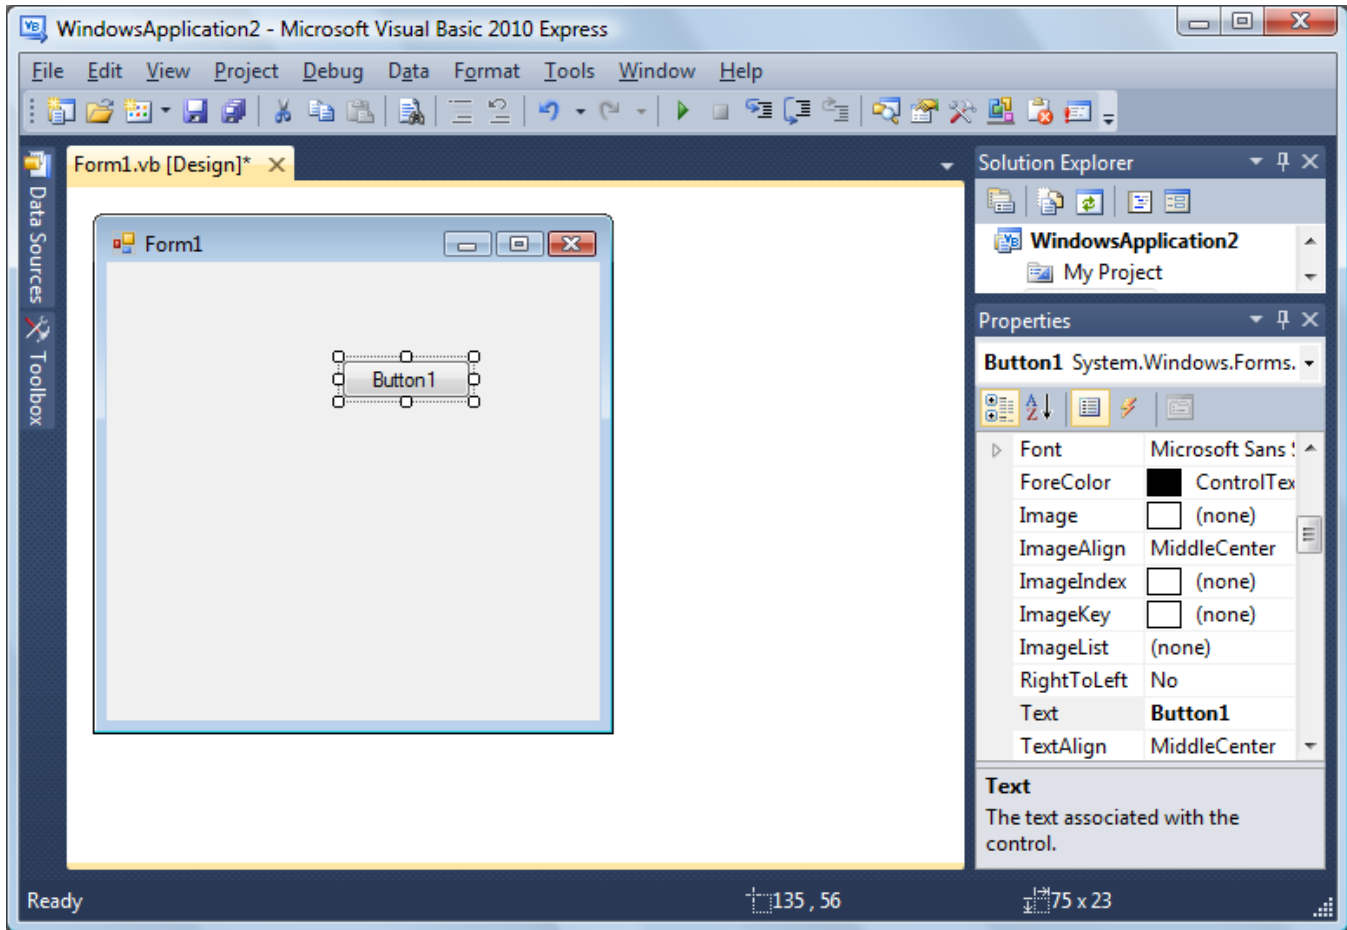 WindowsApplication2 - Microsoft Visual Basic 2010 Express
File Edit View Project Debug Data Format Tools Window Help
Data Sources
Toolbox
Form1.vb [Design]*
Form1
Button1
Solution Explorer
WindowsApplication2
My Project
Properties
Button1 System.Windows.Forms.
Font Microsoft Sans
ForeColor ControlTex
Image (none)
ImageAlign MiddleCenter
ImageIndex (none)
ImageKey (none)
ImageList (none)
RightToLeft No
Text Button1
TextAlign MiddleCenter
Text
The text associated with the
control.
Ready 135 , 56 75 x 23